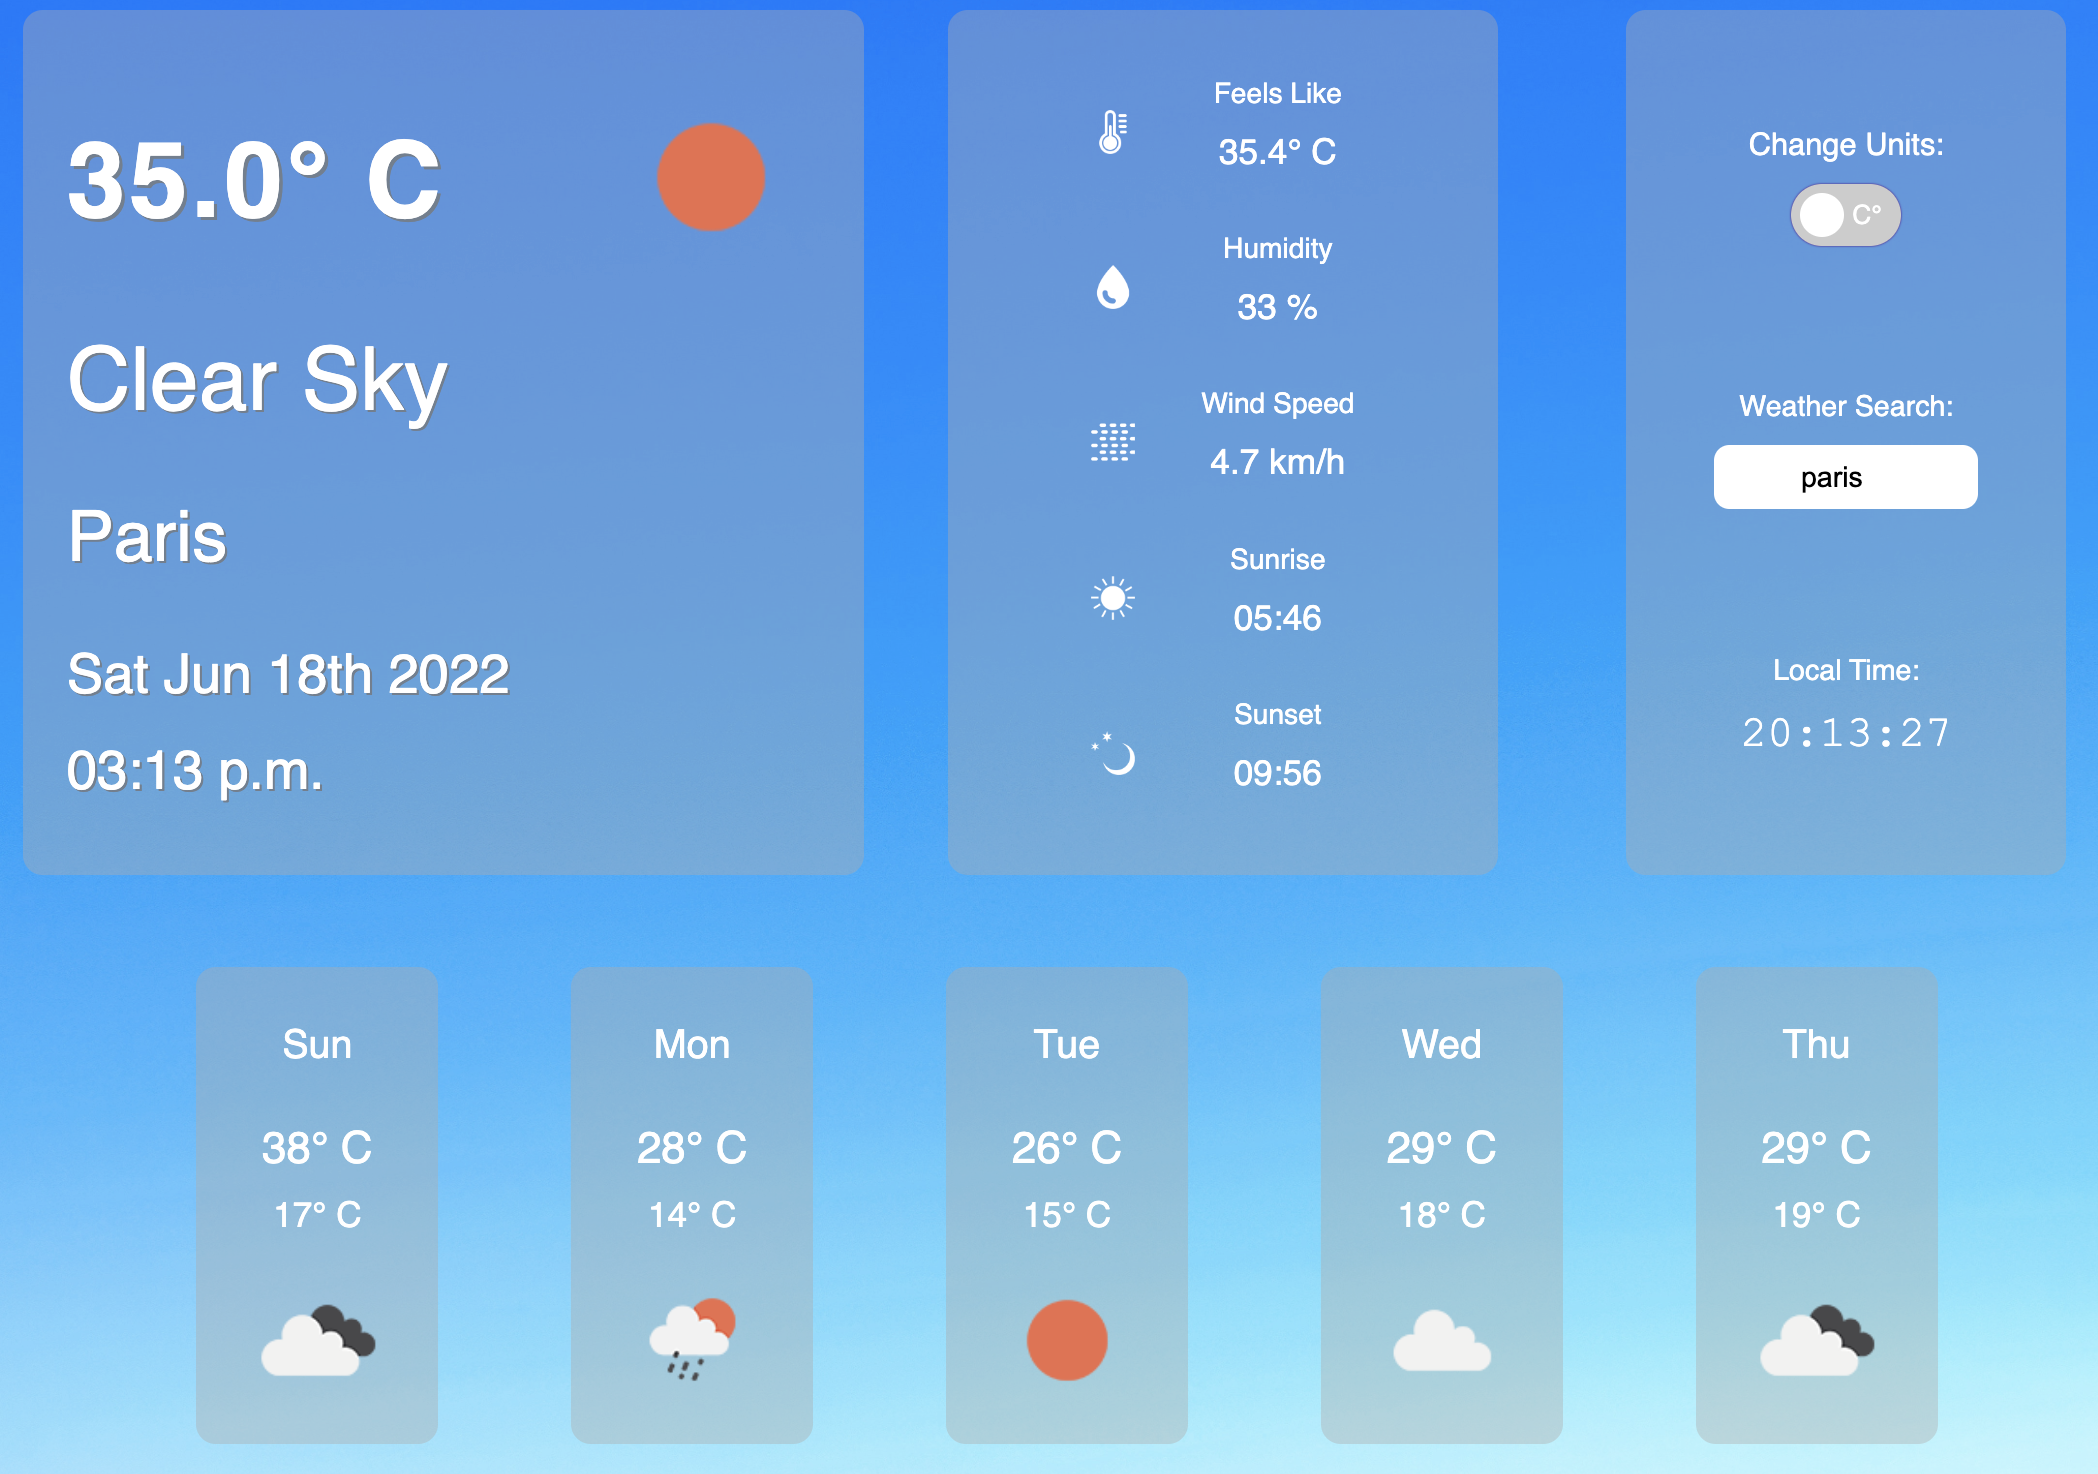 35.0° C
Clear Sky
Paris
Sat Jun 18th 2022
03:13 p.m.
Feels Like
35.4° C
Humidity
33 %
Wind Speed
4.7 km/h
Sunrise
05:46
Sunset
09:56
Change Units:
C°
Weather Search:
paris
Local Time:
20:13:27
Sun
38° C
17° C
Mon
28° C
14° C
Tue
26° C
15° C
Wed
29° C
18° C
Thu
29° C
19° C